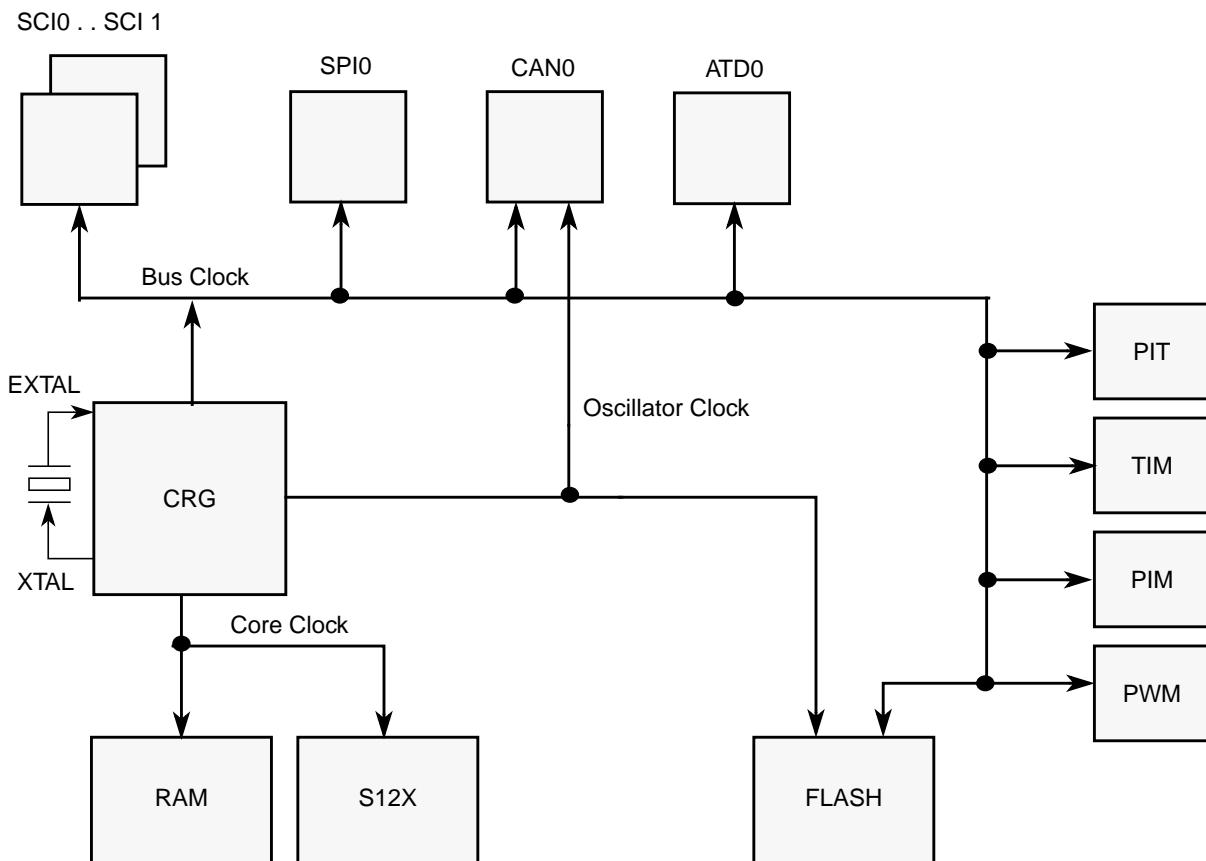 SCI0 . . SCI 1
SPI0
CAN0
ATD0
Bus Clock
PIT
EXTAL
Oscillator Clock
TIM
CRG
XTAL
PIM
Core Clock
PWM
RAM
S12X
FLASH